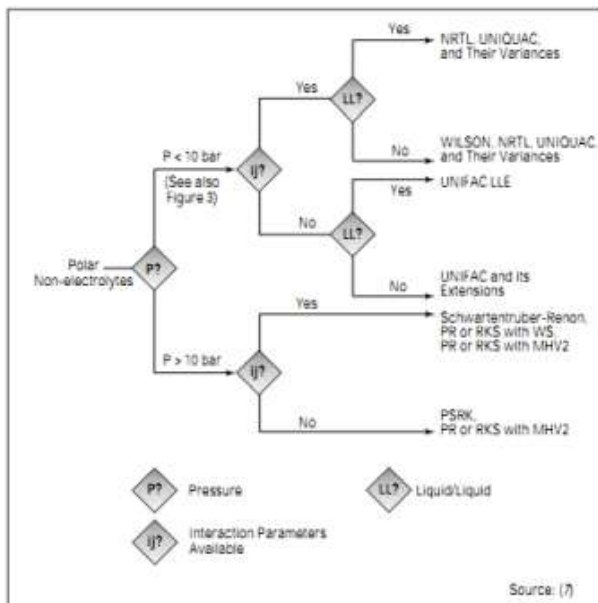 Yes
NRTL, UNIQUAC,
and Their Variances
LL?
Yes
No
WILSON, NRTL, UNIQUAC,
and Their Variances
P < 10 bar
(See also
Figure 3)
ij?
Yes
UNIFAC LLE
No
LL?
Polar
Non-electrolytes
P?
No
UNIFAC and its
Extensions
Yes
Schwartentruber-Renon,
PR or RKS with WS,
PR or RKS with MHV2
P > 10 bar
ij?
No
PSRK,
PR or RKS with MHV2
P?
Pressure
LL?
Liquid/Liquid
ij?
Interaction Parameters
Available
Source: (7)